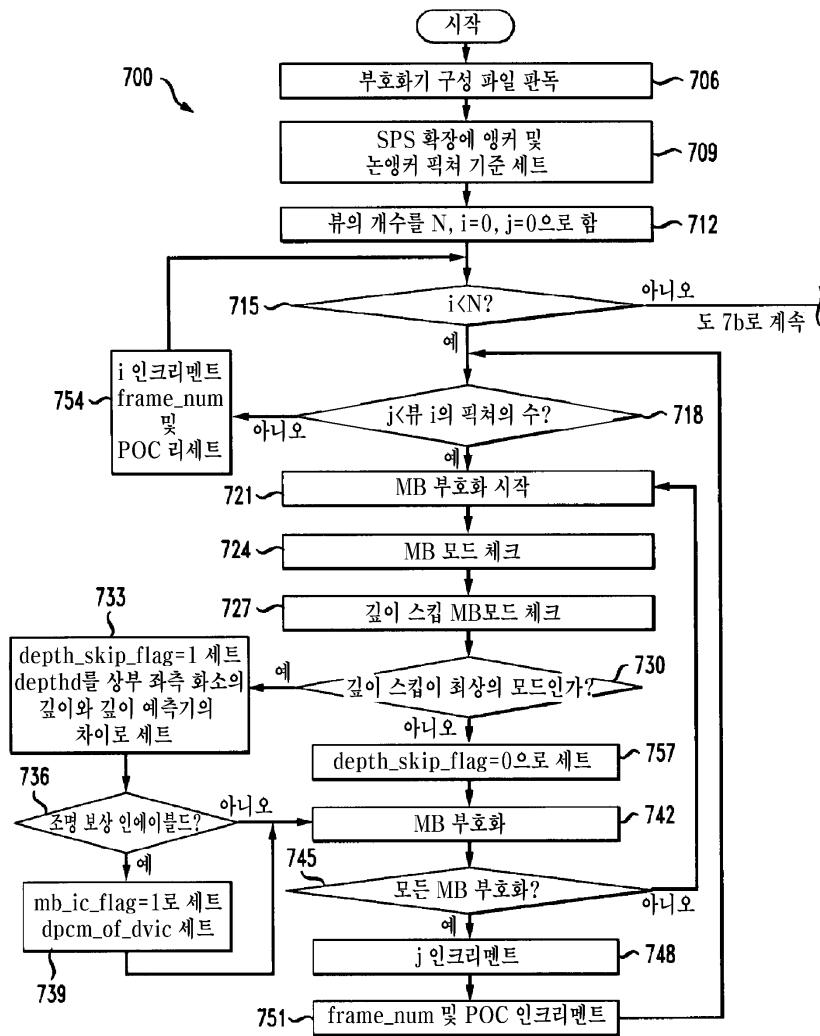 시작
700
부호화기 구성 파일 판독
706
SPS 확장에 앵커 및
논앵커 픽쳐 기준 세트
709
뷰의 개수를 N, i=0, j=0으로 함
712
715
i<N?
아니오
도 7b로 계속
예
754
i 인크리멘트
frame_num
및
POC 리세트
아니오
j<뷰 i의 픽쳐의 수?
718
예
721
MB 부호화 시작
724
MB 모드 체크
727
깊이 스킵 MB모드 체크
733
depth_skip_flag=1 세트
depthd를 상부 좌측 화소의
깊이와 깊이 예측기의
차이로 세트
예
깊이 스킵이 최상의 모드인가?
730
아니오
depth_skip_flag=0으로 세트
757
736
조명 보상 인에이블드?
아니오
예
MB 부호화
742
745
모든 MB 부호화?
아니오
예
mb_ic_flag=1로 세트
dpcm_of_dvic 세트
739
j 인크리멘트
748
751
frame_num 및 POC 인크리멘트